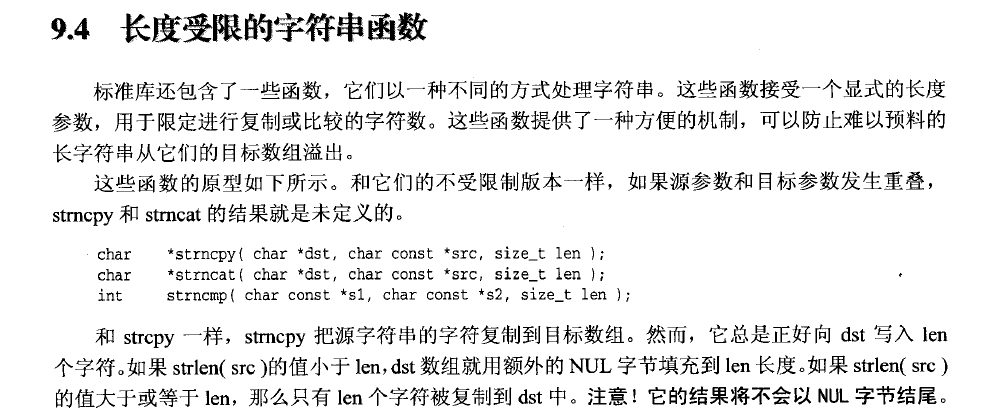 9.4 长度受限的字符串函数
标准库还包含了一些函数，它们以一种不同的方式处理字符串。这些函数接受一个显式的长度
参数，用于限定进行复制或比较的字符数。这些函数提供了一种方便的机制，可以防止难以预料的
长字符串从它们的目标数组溢出。
这些函数的原型如下所示。和它们的不受限制版本一样，如果源参数和目标参数发生重叠，
strncpy 和 strncat 的结果就是未定义的。
char *strncpy( char *dst, char const *src, size_t len );
char *strncat( char *dst, char const *src, size_t len );
int strncmp( char const *s1, char const *s2, size_t len );
和 strcpy 一样，strncpy 把源字符串的字符复制到目标数组。然而，它总是正好向 dst 写入 len
个字符。如果 strlen( src )的值小于 len，dst 数组就用额外的 NUL 字节填充到 len 长度。如果 strlen( src )
的值大于或等于 len，那么只有 len 个字符被复制到 dst 中。注意！它的结果将不会以 NUL 字节结尾。